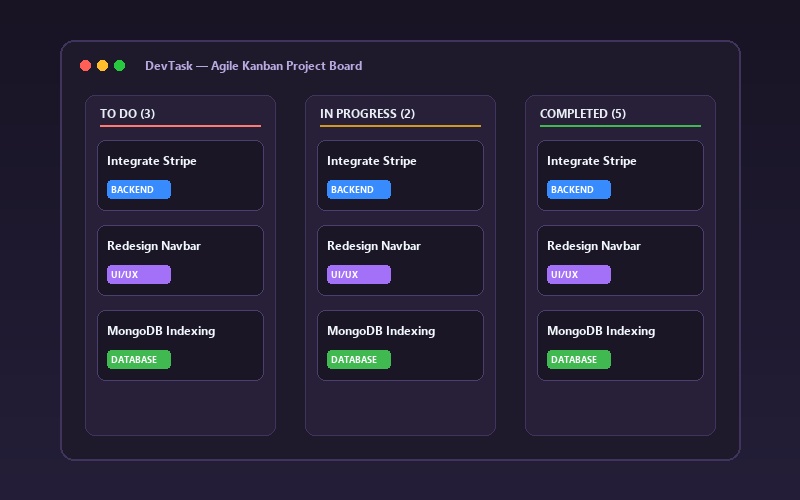 DevTask — Agile Kanban Project Board
TO DO (3)
Integrate Stripe
BACKEND
Redesign Navbar
UI/UX
MongoDB Indexing
DATABASE
IN PROGRESS (2)
Integrate Stripe
BACKEND
Redesign Navbar
UI/UX
MongoDB Indexing
DATABASE
COMPLETED (5)
Integrate Stripe
BACKEND
Redesign Navbar
UI/UX
MongoDB Indexing
DATABASE